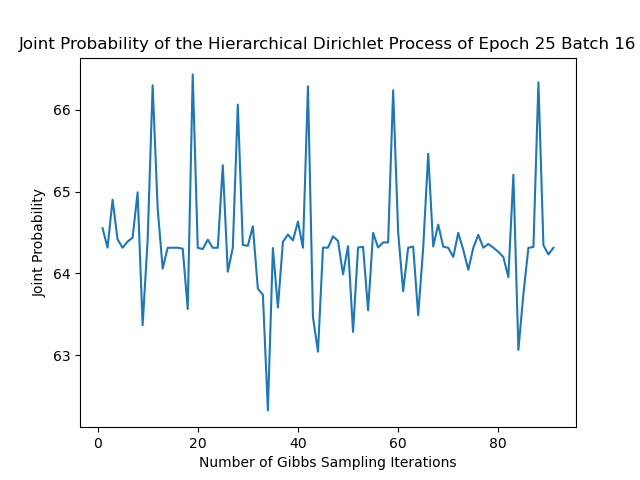 Joint Probability of the Hierarchical Dirichlet Process of Epoch 25 Batch 16
66
65
64
63
Joint Probability
0 20 40 60 80
Number of Gibbs Sampling Iterations